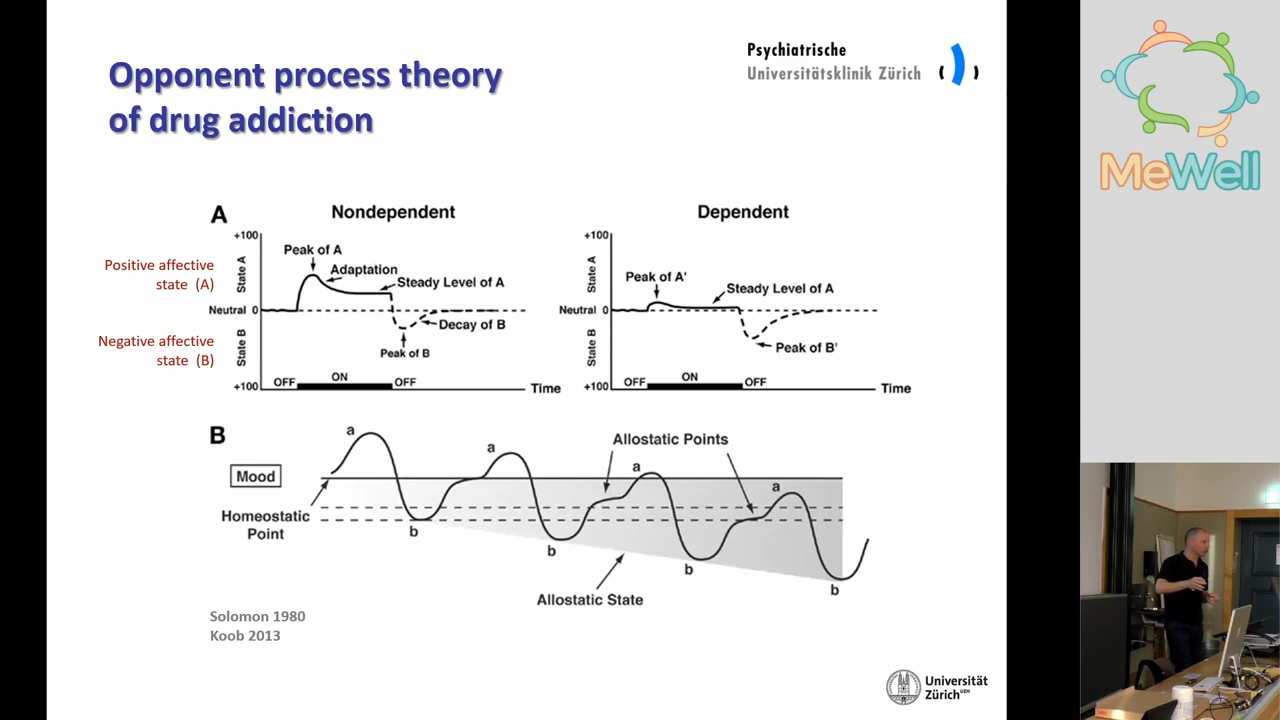 Opponent process theory
of drug addiction
Psychiatrische
Universitätsklinik Zürich
MeWell
A
Nondependent
Dependent
Positive affective
state (A)
Negative affective
state (B)
+100
State A
Neutral 0
State B
+100
Peak of A
Adaptation
Steady Level of A
Decay of B
Peak of B
OFF
ON
OFF
Time
+100
State A
Neutral 0
State B
+100
Peak of A'
Steady Level of A
Peak of B'
OFF
ON
OFF
Time
B
Mood
Homeostatic
Point
a
b
a
b
Allostatic Points
a
b
a
b
Allostatic State
Solomon 1980
Koob 2013
Universität
Zürich UZH